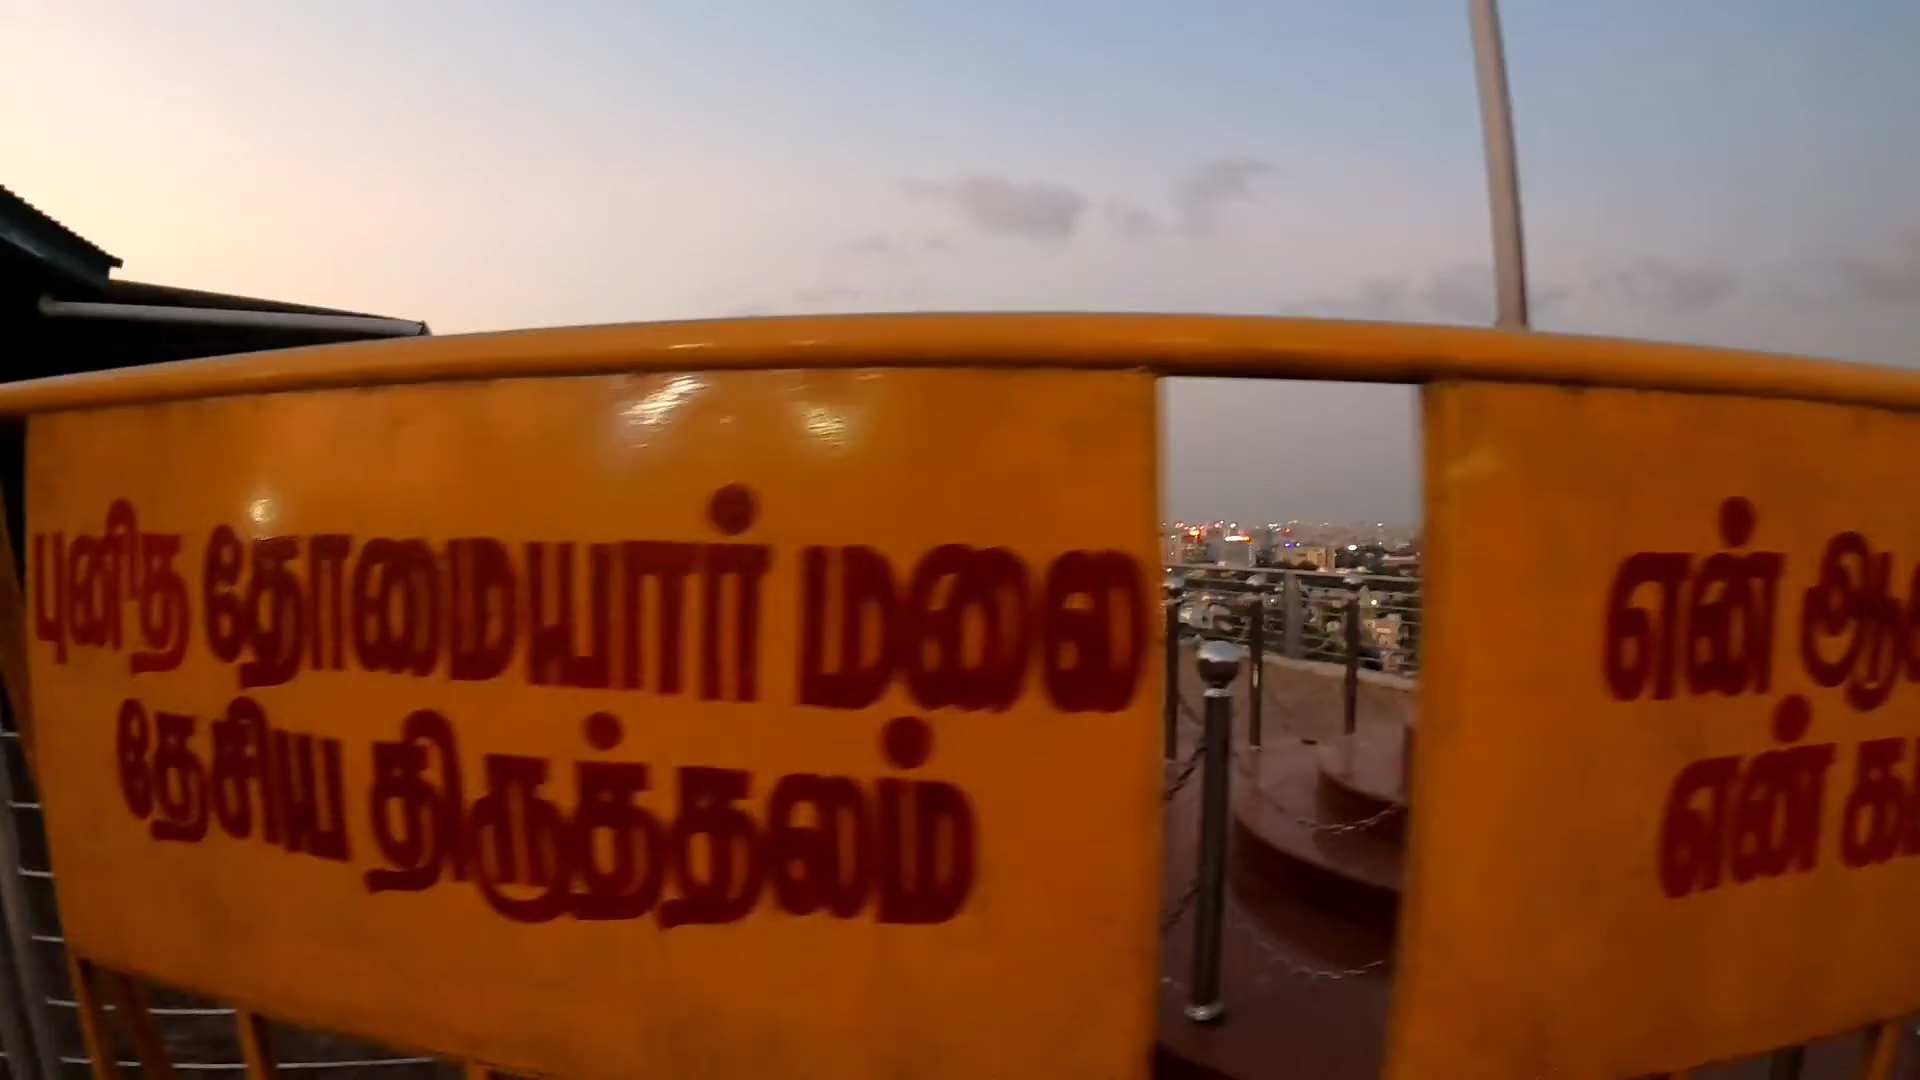 புனித தோமையார் மலை
தேசிய திருத்தலம்
என்
என்